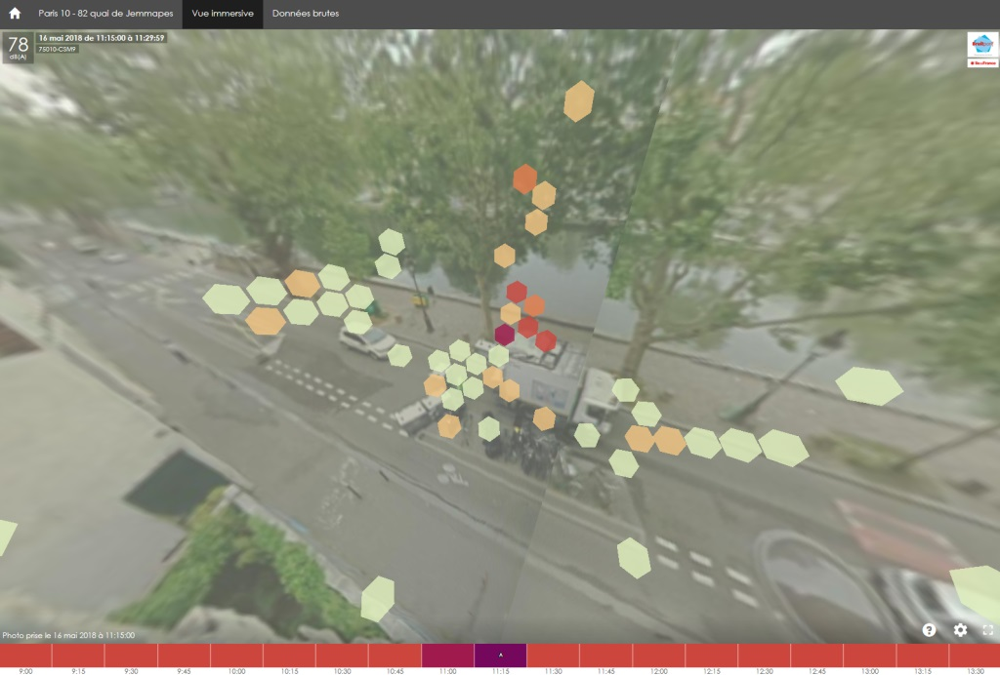 Paris 10 - 82 quai de Jemmapes
Vue immersive
Données brutes
78
dB(A)
16 mai 2018 de 11:15:00 à 11:29:59
75010-CSM9
Bruitparif
îledeFrance
Photo prise le 16 mai 2018 à 11:15:00
?
9:00 9:15 9:30 9:45 10:00 10:15 10:30 10:45 11:00 11:15 11:30 11:45 12:00 12:15 12:30 12:45 13:00 13:15 13:30